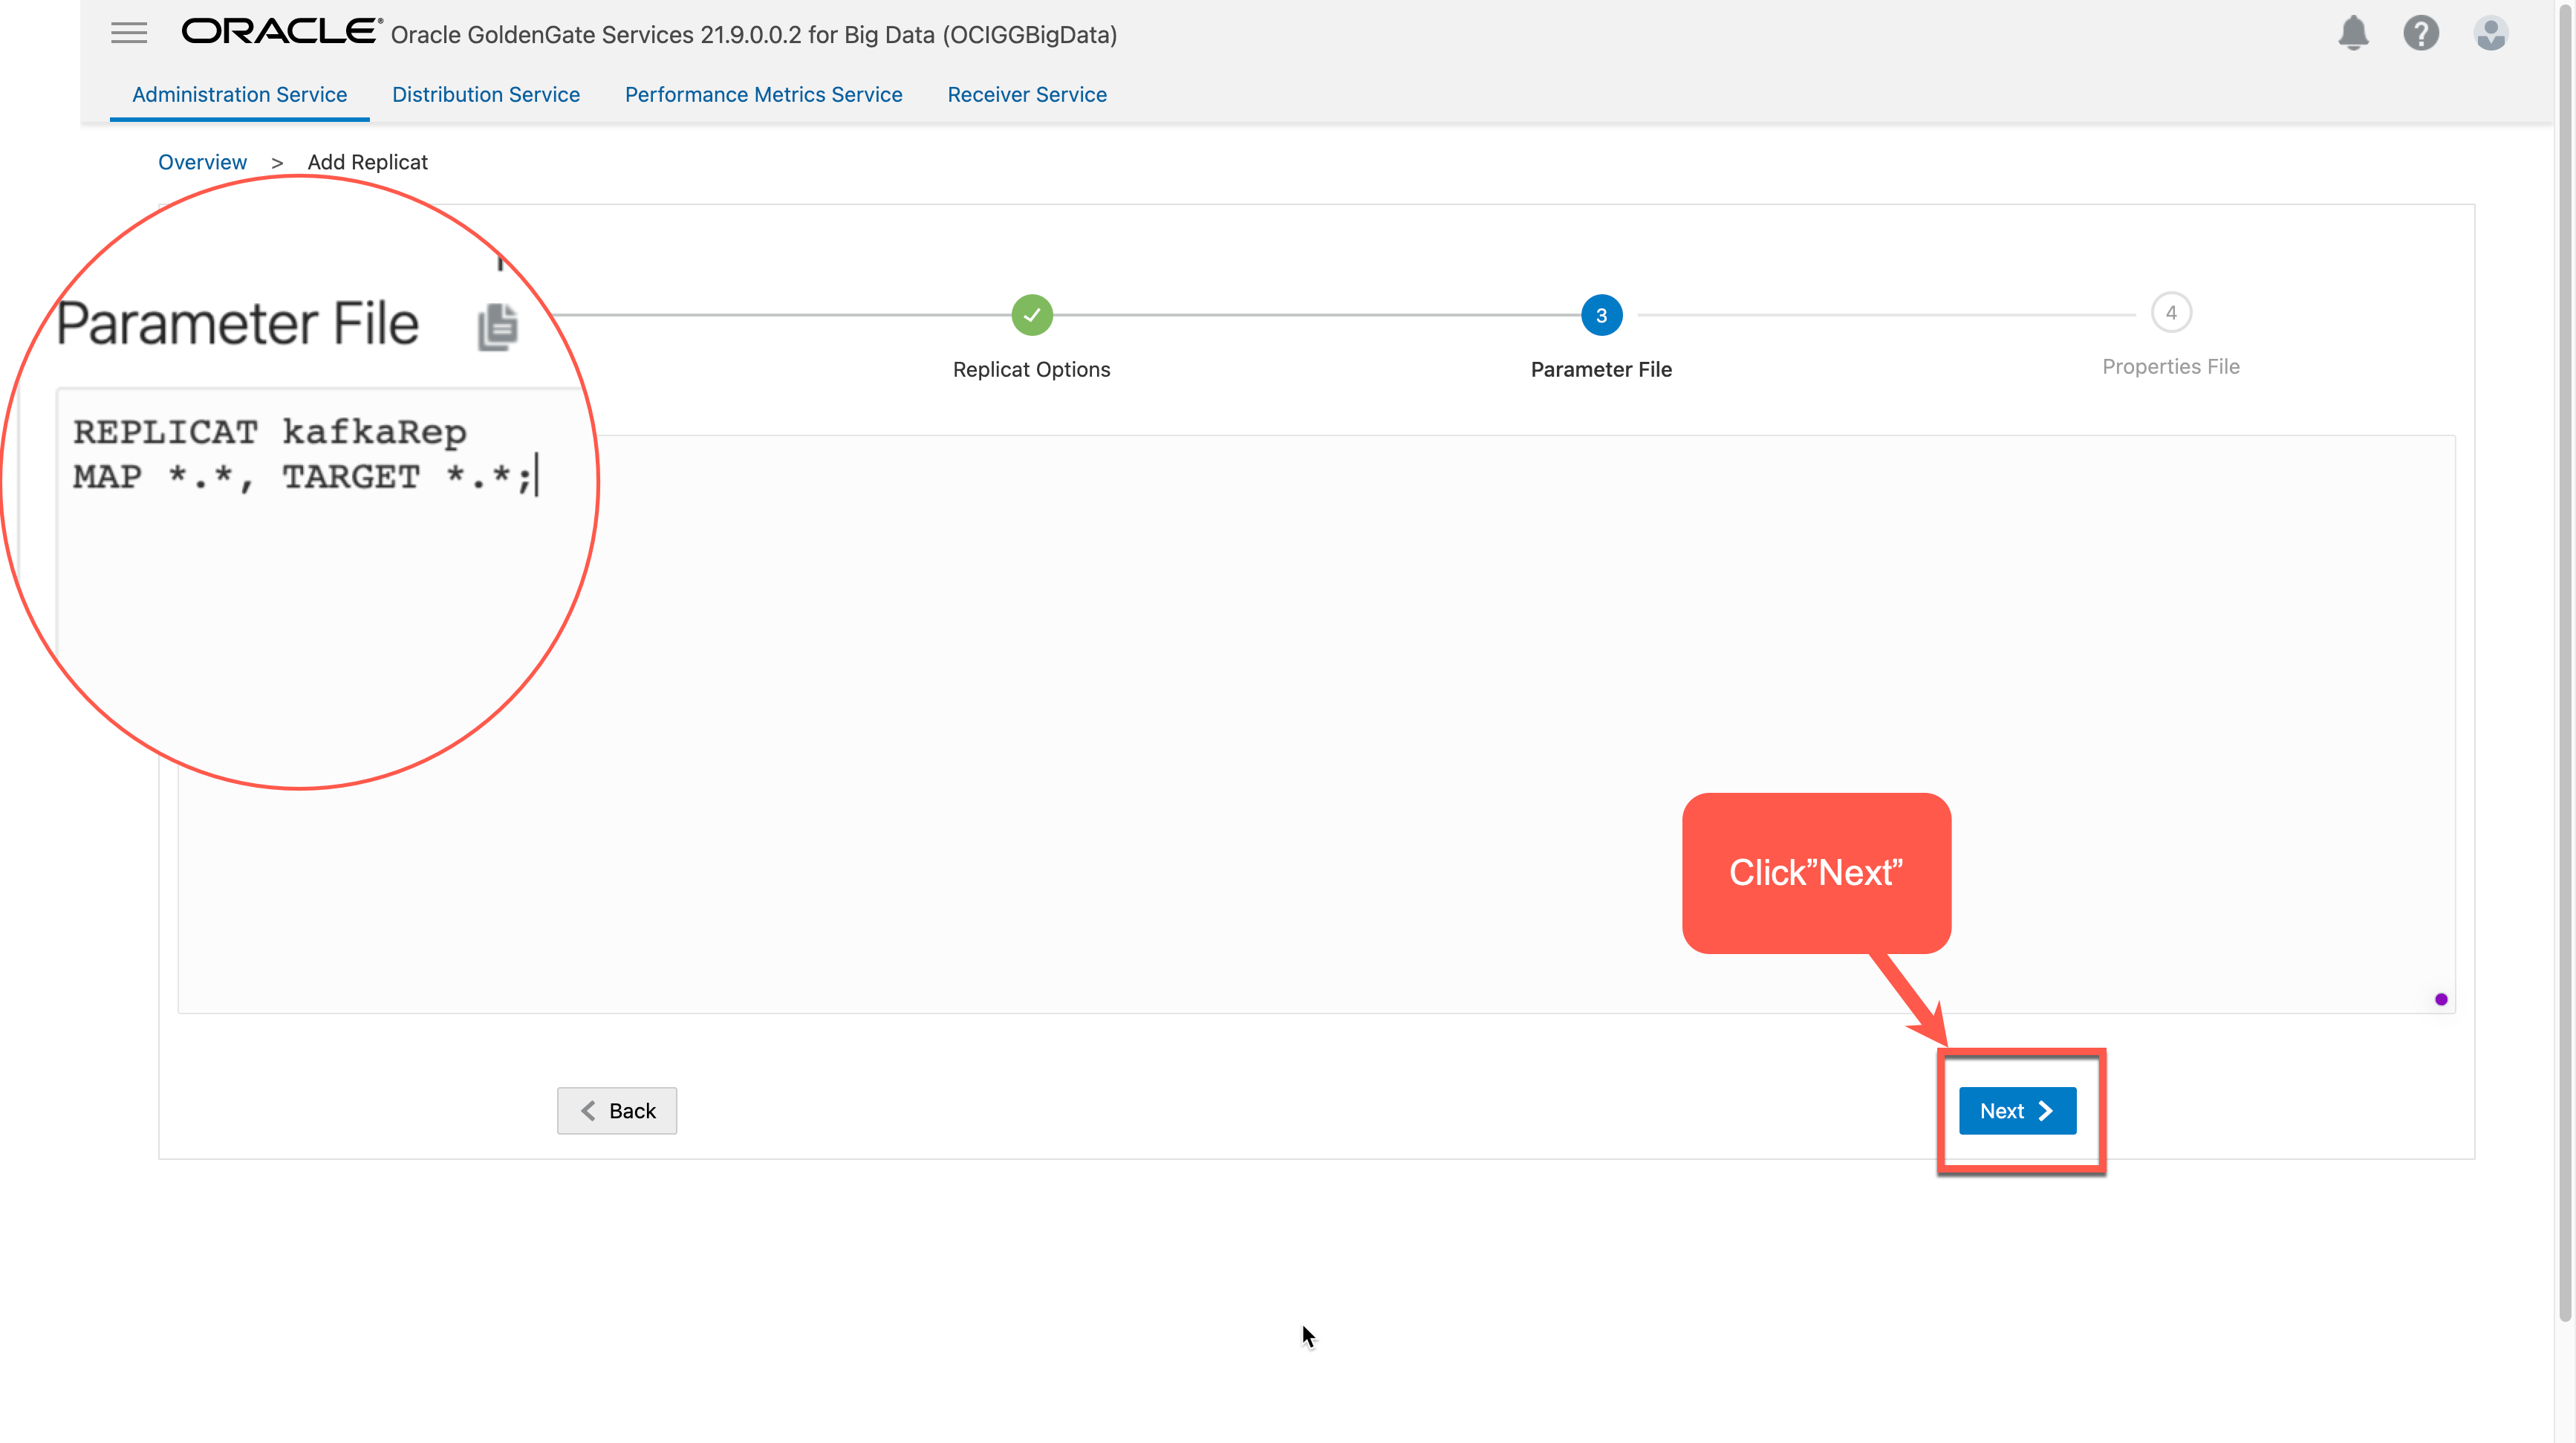 ORACLE® Oracle GoldenGate Services 21.9.0.0.2 for Big Data (OCIGGBigData)
Administration Service Distribution Service Performance Metrics Service Receiver Service
Overview > Add Replicat
Parameter File
REPLICAT kafkaRep
MAP *.*, TARGET *.*;
3
4
Replicat Options
Parameter File
Properties File
Click”Next”
Back
Next